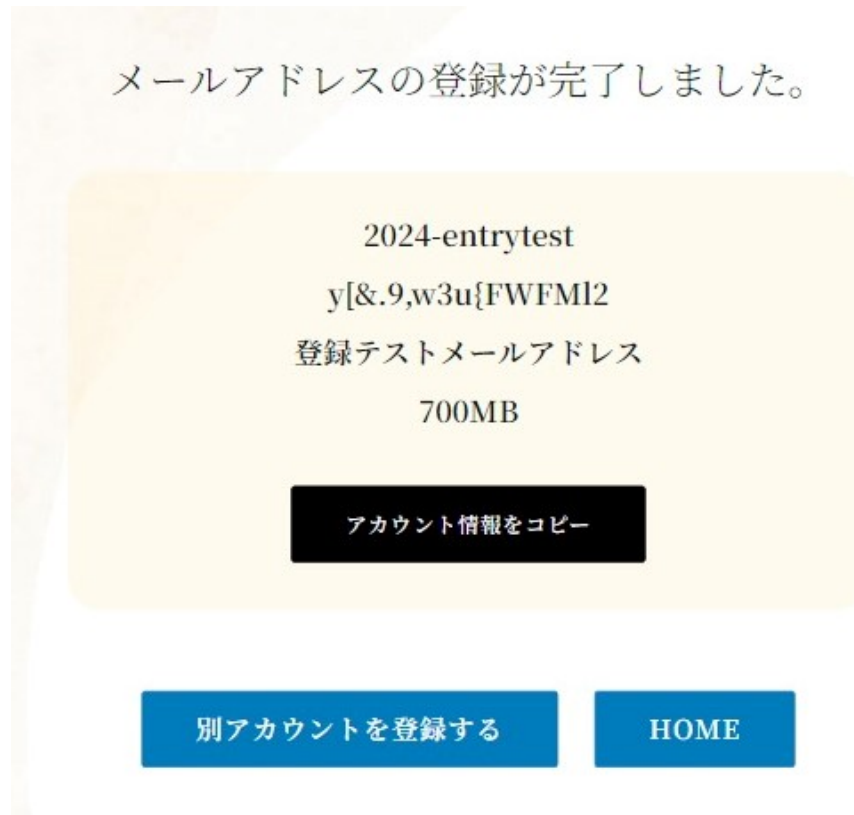 メールアドレスの登録が完了しました。
2024-entrytest
y[&.9,w3u{FWFMl2
登録テストメールアドレス
700MB
アカウント情報をコピー
別アカウントを登録する
HOME